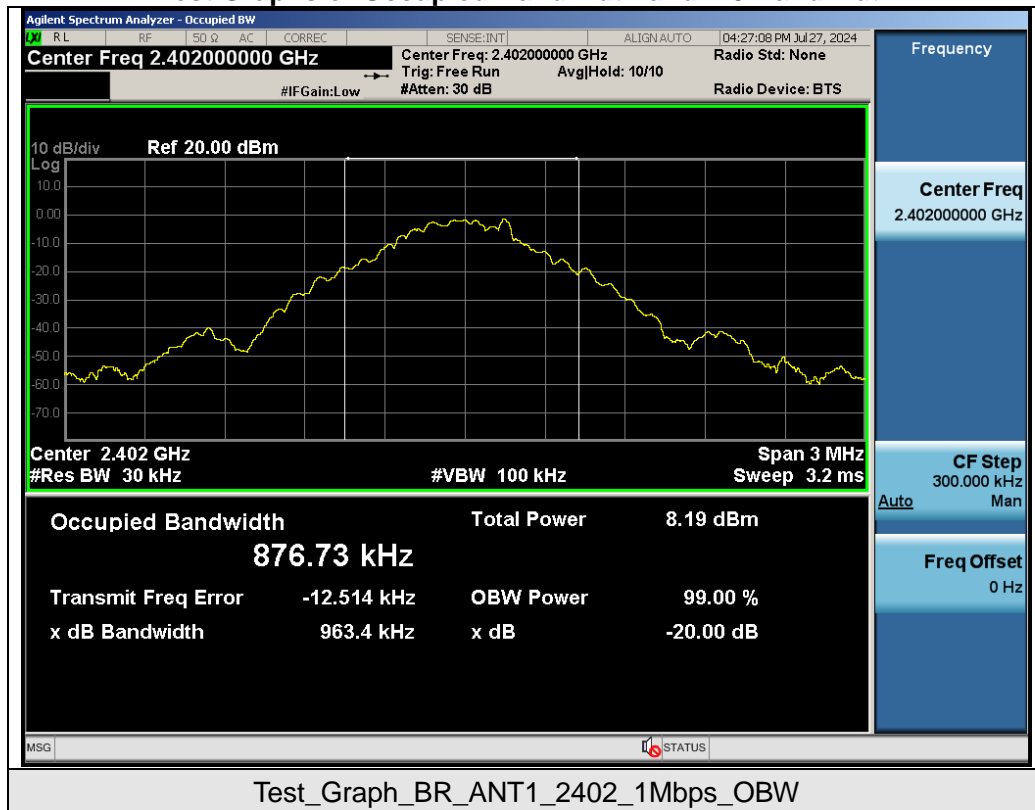 Agilent Spectrum Analyzer - Occupied BW
LXI RL RF 50 Ω AC CORREC SENSE:INT ALIGN AUTO 04:27:08 PM Jul 27, 2024
Center Freq 2.402000000 GHz
Center Freq: 2.402000000 GHz
Radio Std: None
Trig: Free Run Avg|Hold: 10/10
#IFGain:Low
#Atten: 30 dB
Radio Device: BTS
Frequency
10 dB/div Ref 20.00 dBm
Log
10.0
0.00
-10.0
-20.0
-30.0
-40.0
-50.0
-60.0
-70.0
Center 2.402 GHz
Span 3 MHz
#Res BW 30 kHz
#VBW 100 kHz
Sweep 3.2 ms
Center Freq
2.402000000 GHz
CF Step
300.000 kHz
Auto Man
Freq Offset
0 Hz
Occupied Bandwidth
876.73 kHz
Total Power 8.19 dBm
Transmit Freq Error -12.514 kHz
OBW Power 99.00 %
x dB Bandwidth 963.4 kHz
x dB -20.00 dB
MSG
STATUS
Test_Graph_BR_ANT1_2402_1Mbps_OBW